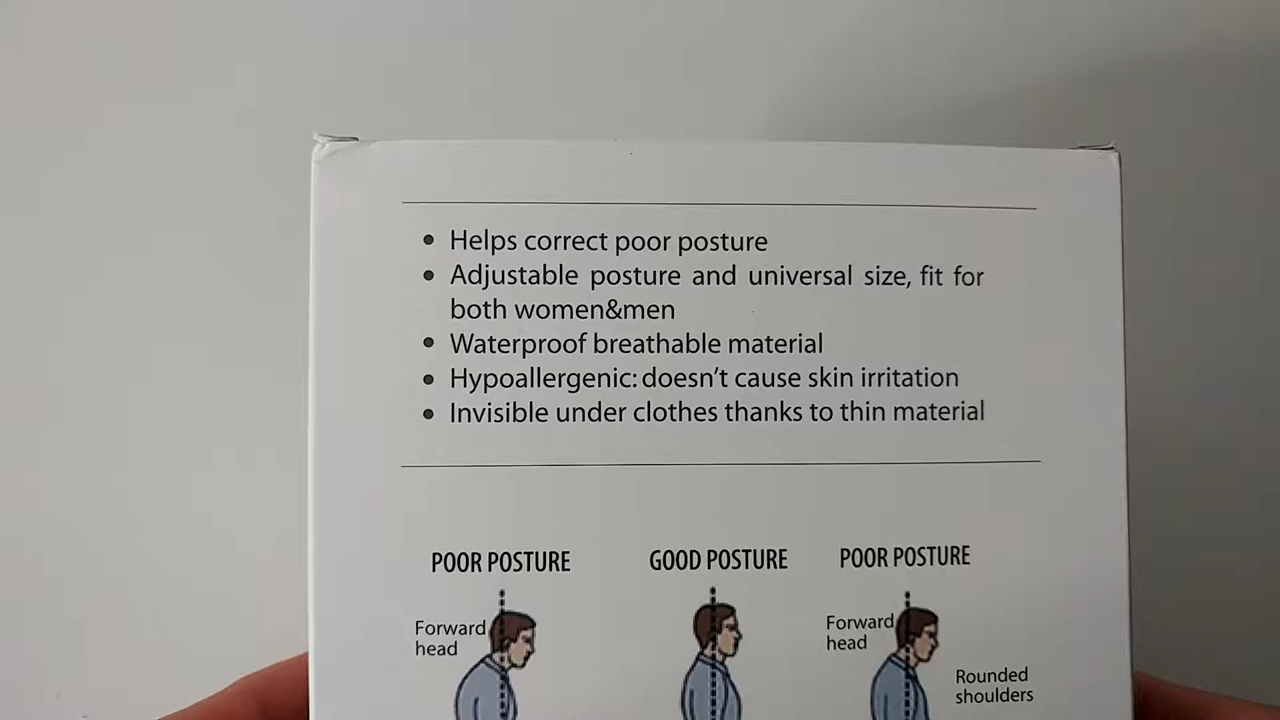 • Helps correct poor posture
• Adjustable posture and universal size, fit for
both women&men
• Waterproof breathable material
• Hypoallergenic: doesn't cause skin irritation
• Invisible under clothes thanks to thin material
POOR POSTURE
GOOD POSTURE
POOR POSTURE
Forward
head
Forward
head
Rounded
shoulders